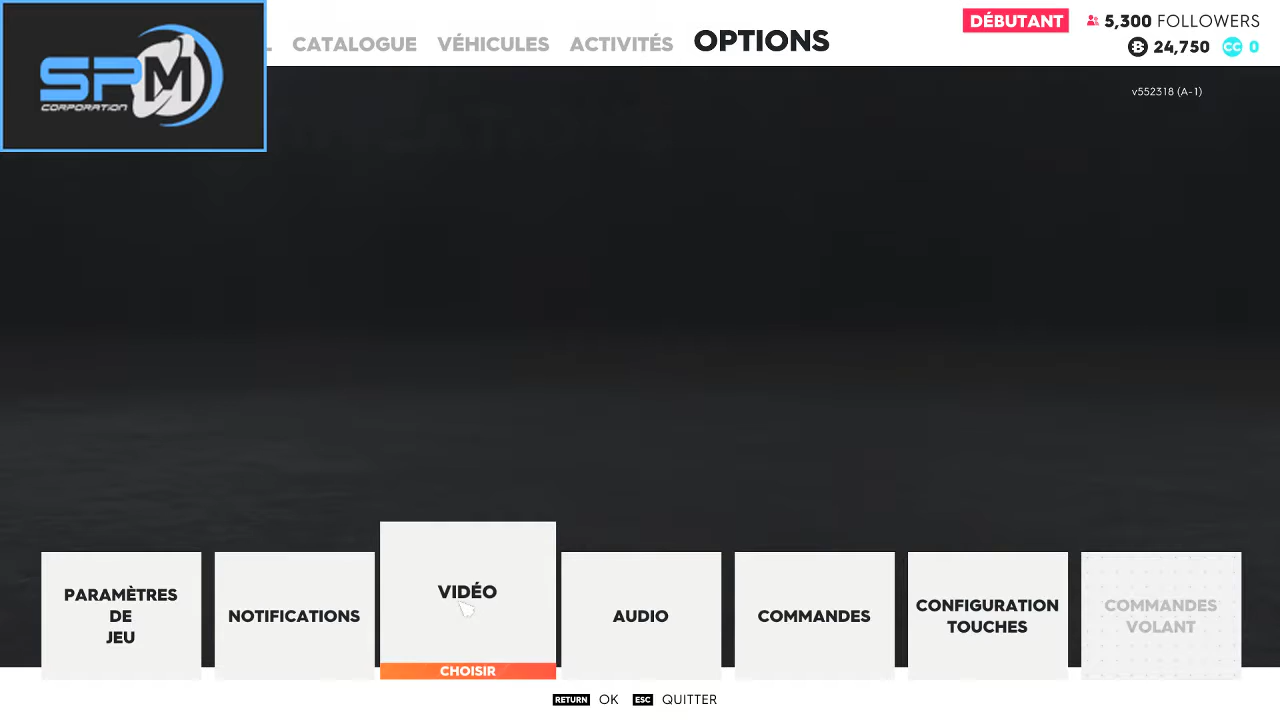 SPM
CORPORATION
L CATALOGUE VÉHICULES ACTIVITÉS OPTIONS
DÉBUTANT 5,300 FOLLOWERS
24,750 CC 0
v552318 (A-1)
PARAMÈTRES
DE
JEU
NOTIFICATIONS
VIDÉO
CHOISIR
AUDIO
COMMANDES
CONFIGURATION
TOUCHES
COMMANDES
VOLANT
RETURN OK ESC QUITTER